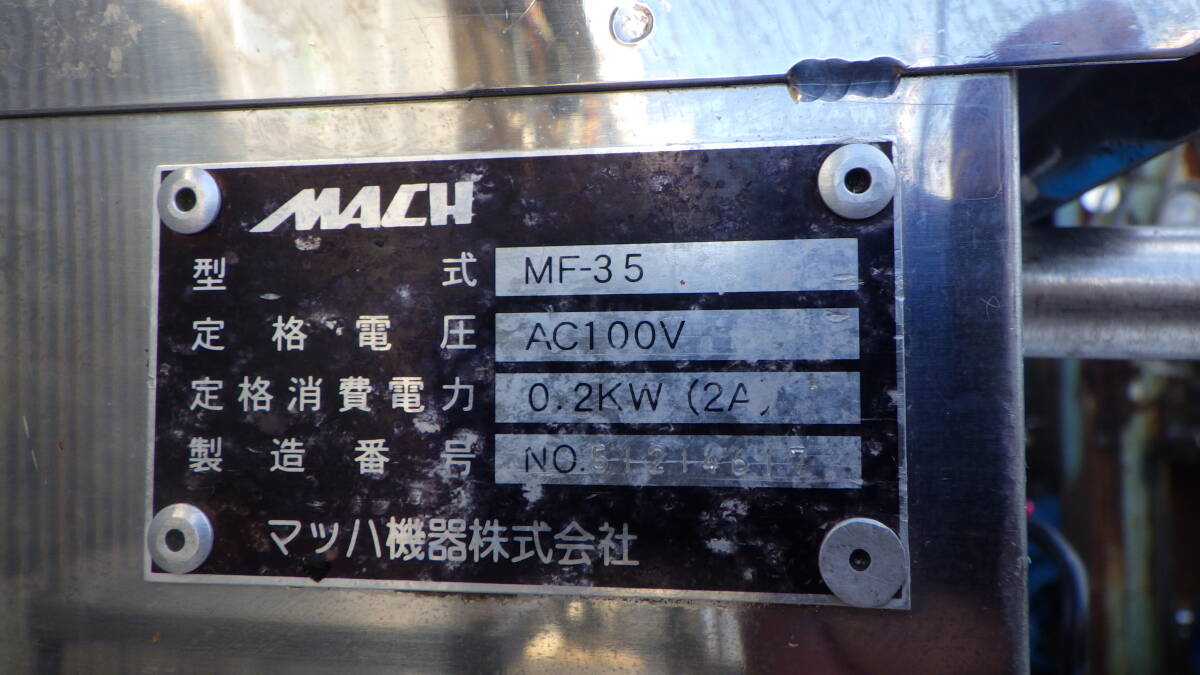 MACH
型式 MF-35
定格電圧 AC100V
定格消費電力 0.2KW (2A
製造番号 NO.
マッハ機器株式会社